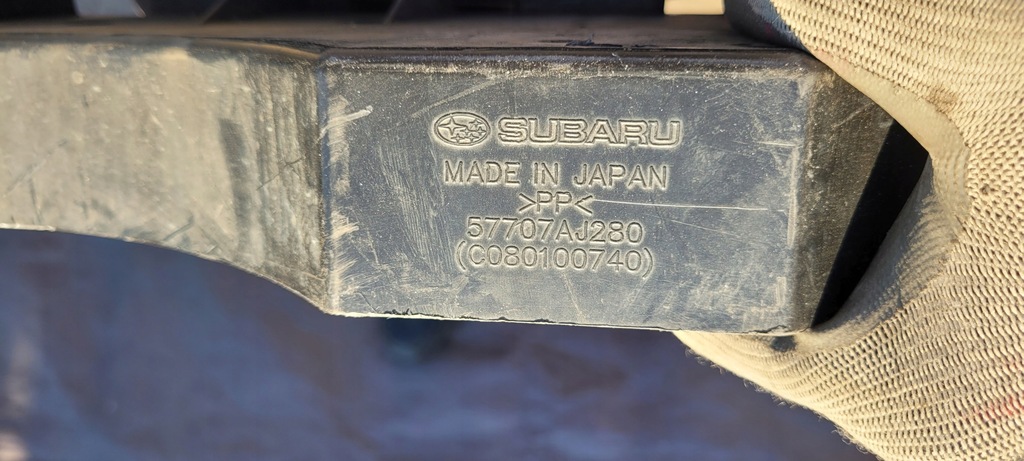 SUBARU
MADE IN JAPAN
>PP<
57707AJ280
(C080100740)